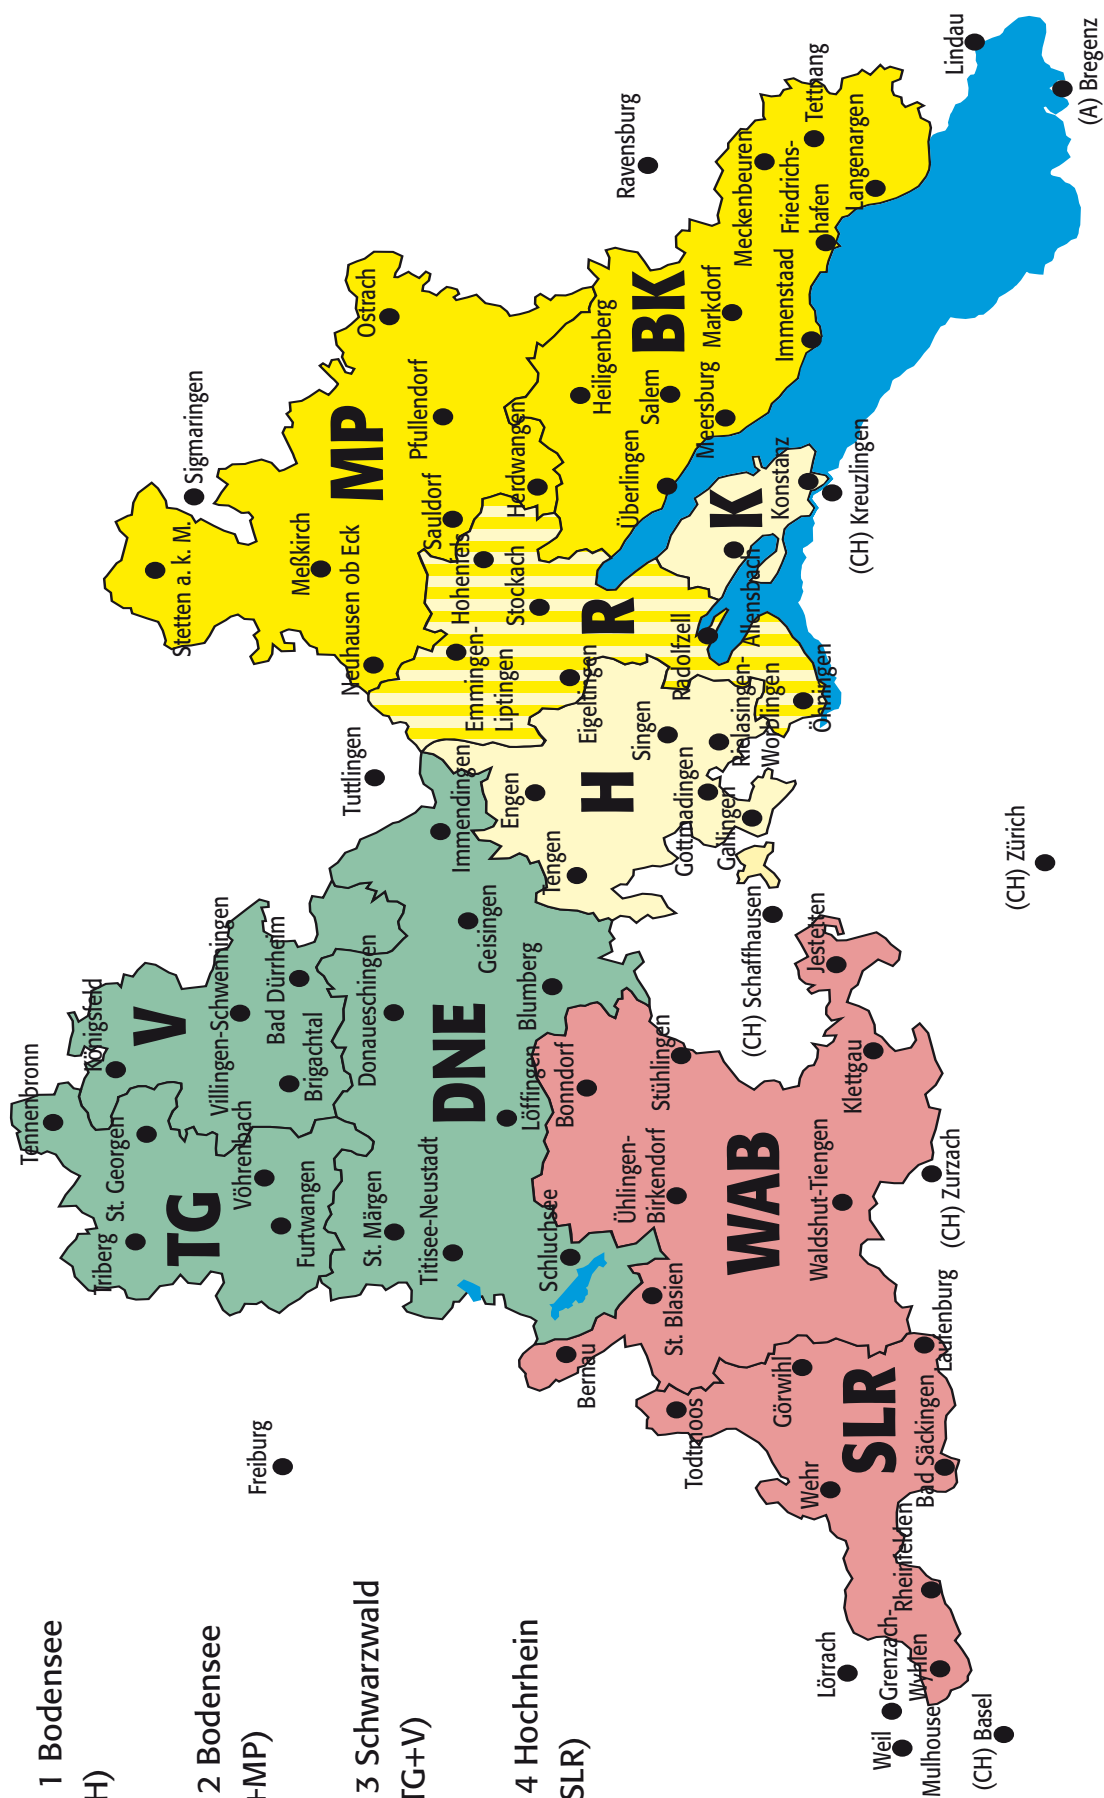 1 Bodensee
H)
2 Bodensee
+MP)
3 Schwarzwald
TG+V)
4 Hochrhein
SLR)
Freiburg
Tennenbronn
Triberg
St. Georgen
Königsfeld
TG
V
Vöhrenbach
Villingen-Schwenningen
Furtwangen
Brigachtal
Bad Dürrheim
St. Märgen
Donaueschingen
Titisee-Neustadt
DNE
Geisingen
Immendingen
Schluchsee
Löffingen
Blumberg
Tuttlingen
Stetten a. k. M.
Sigmaringen
Meßkirch
Neuhausen ob Eck
MP
Ostrach
Pfullendorf
Sauldorf
Herdwangen
Hohenfels
Emmingen-
Liptingen
Stockach
Eigeltingen
R
Radolfzell
Öhningen
Engen
Tengen
H
Singen
Gottmadingen
Gailingen
Rielasingen-
Worblingen
Allensbach
K
Konstanz
(CH) Kreuzlingen
Überlingen
Heiligenberg
Salem
BK
Meersburg
Markdorf
Immenstaad
Meckenbeuren
Friedrichs-
hafen
Tettnang
Langenargen
Ravensburg
Lindau
(A) Bregenz
Bernau
St. Blasien
Bonndorf
Ühlingen-
Birkendorf
Stühlingen
WAB
Waldshut-Tiengen
Klettgau
Jestetten
(CH) Schaffhausen
(CH) Zürich
(CH) Zurzach
Todtmoos
Görwihl
Wehr
SLR
Laufenburg
Bad Säckingen
Rheinfelden
Grenzach-
Wyhlen
Lörrach
Weil
Mulhouse
(CH) Basel